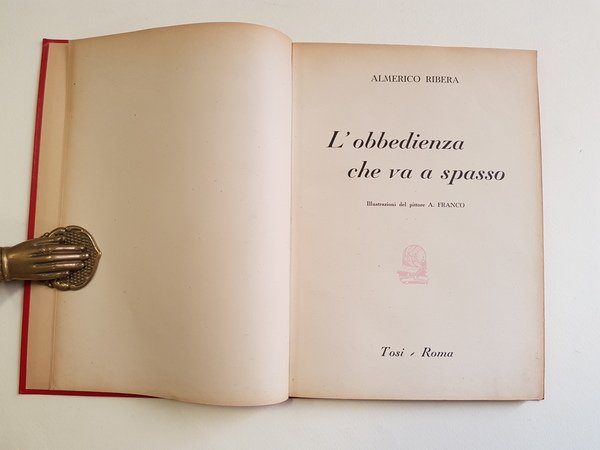 ALMERICO RIBERA
L'obbedienza
che va a spasso
Illustrazioni del pittore A. FRANCO
Tosi - Roma